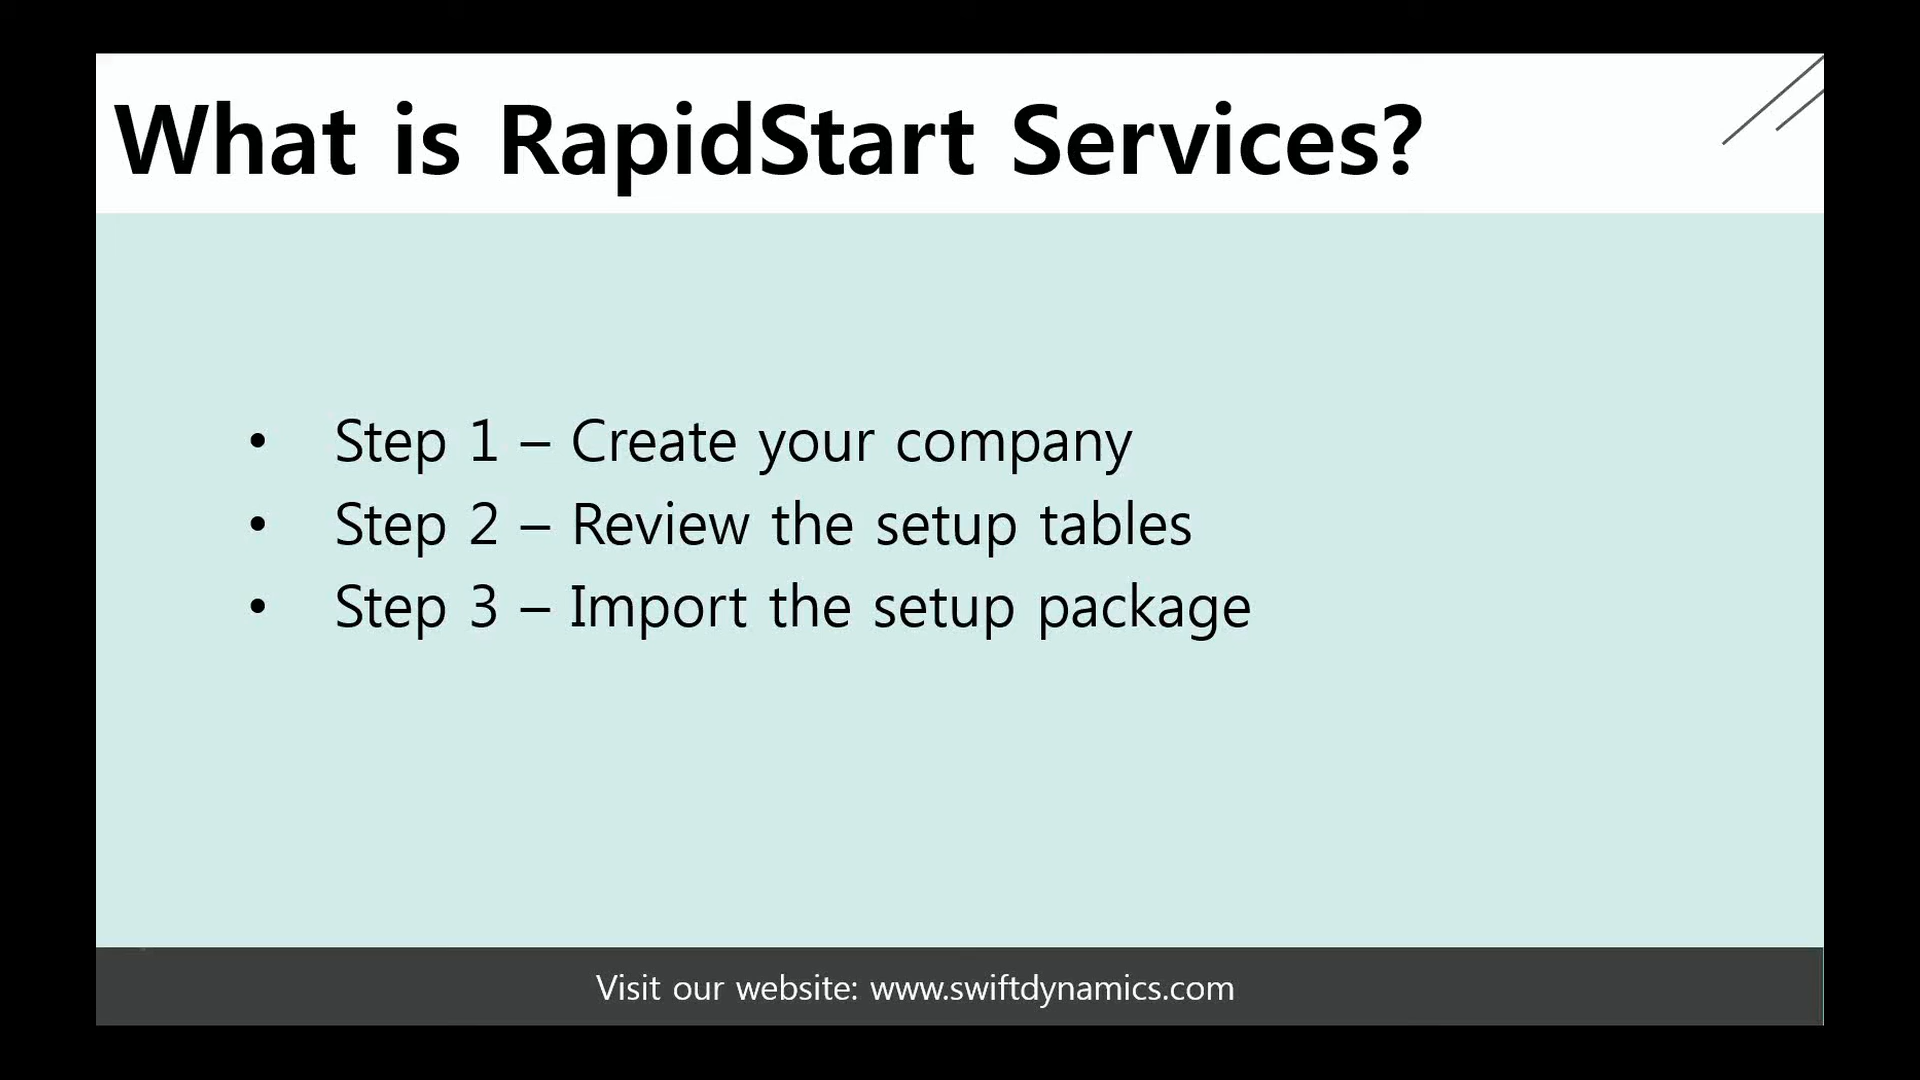 What is RapidStart Services?
• Step 1 – Create your company
• Step 2 – Review the setup tables
• Step 3 – Import the setup package
Visit our website: www.swiftdynamics.com